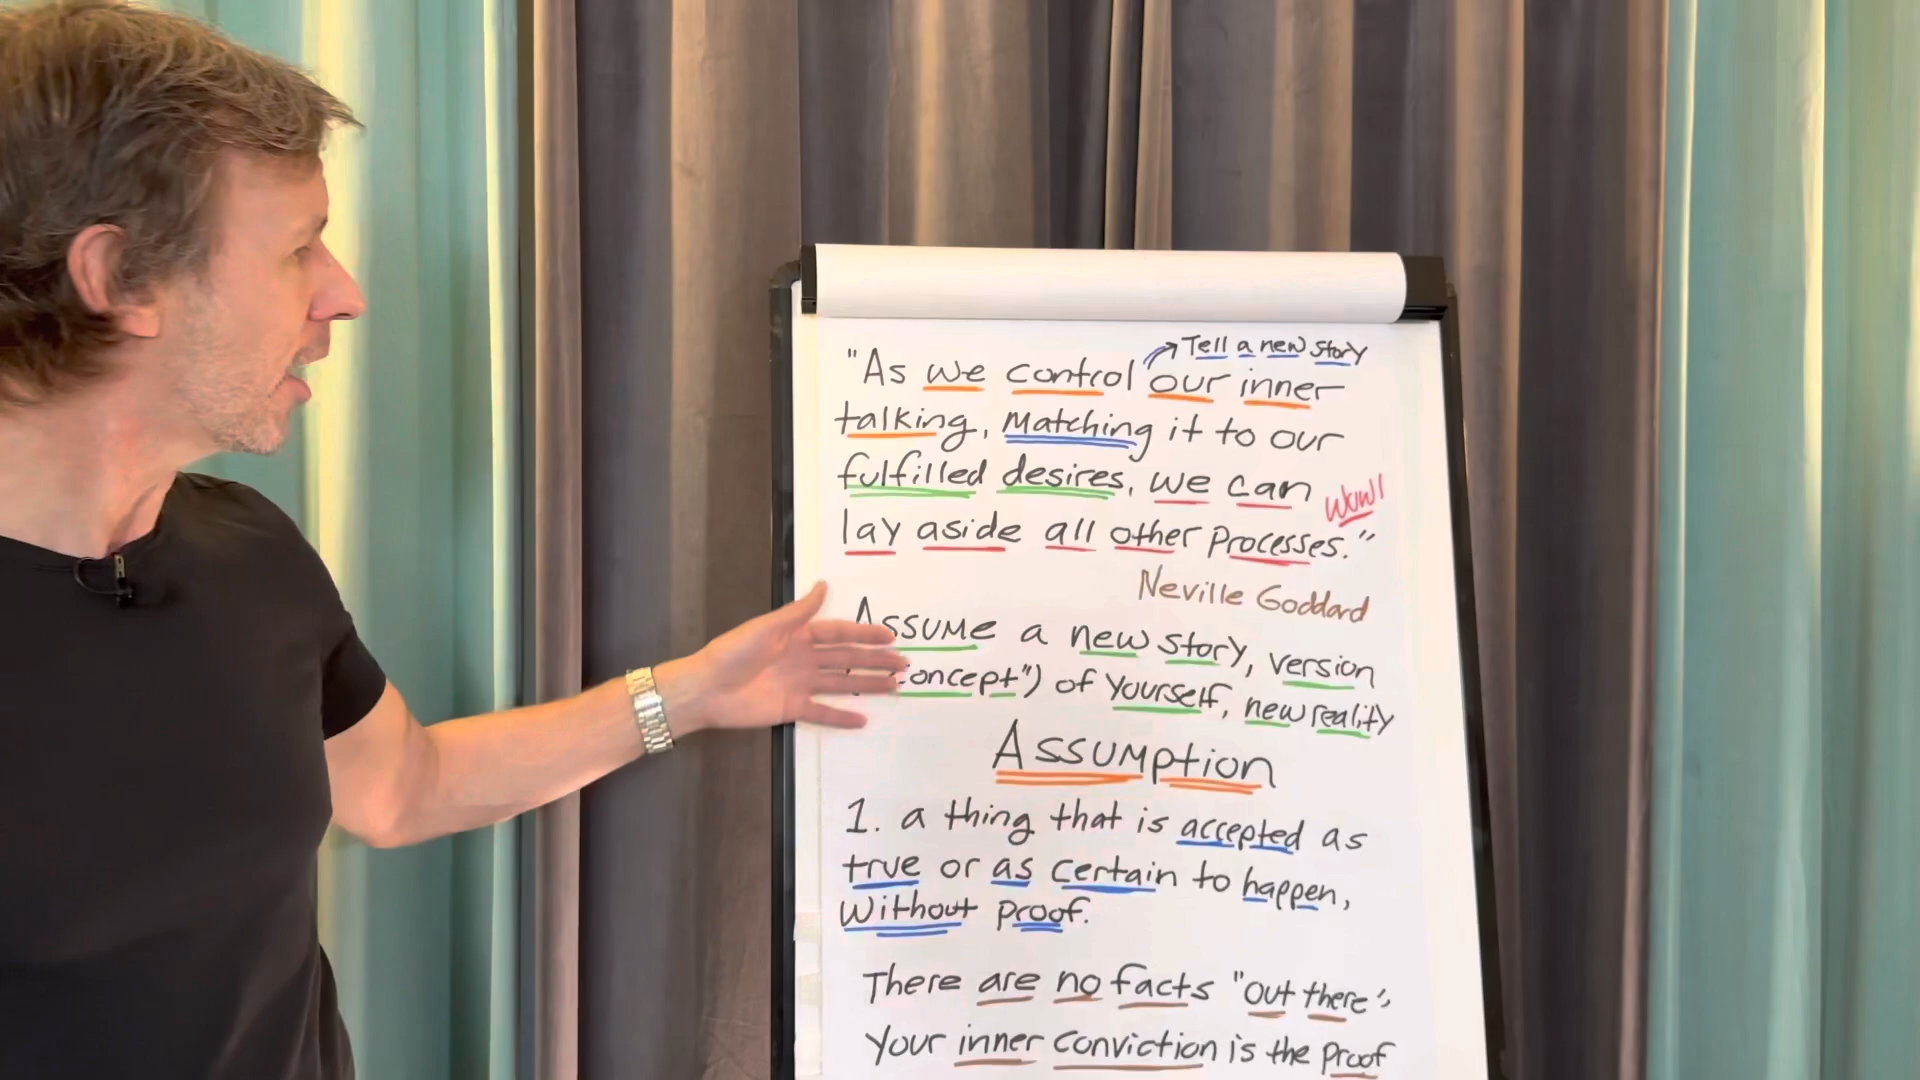 Tell a new story
"As we control our inner
talking, Matching it to our
fulfilled desires, we can
wow!
lay aside all other processes."
Neville Goddard
Assume a new story, version
concept") of yourself, new reality
Assumption
1. a thing that is accepted as
true or as certain to happen,
without proof.
There are no facts "out there",
Your inner conviction is the proof